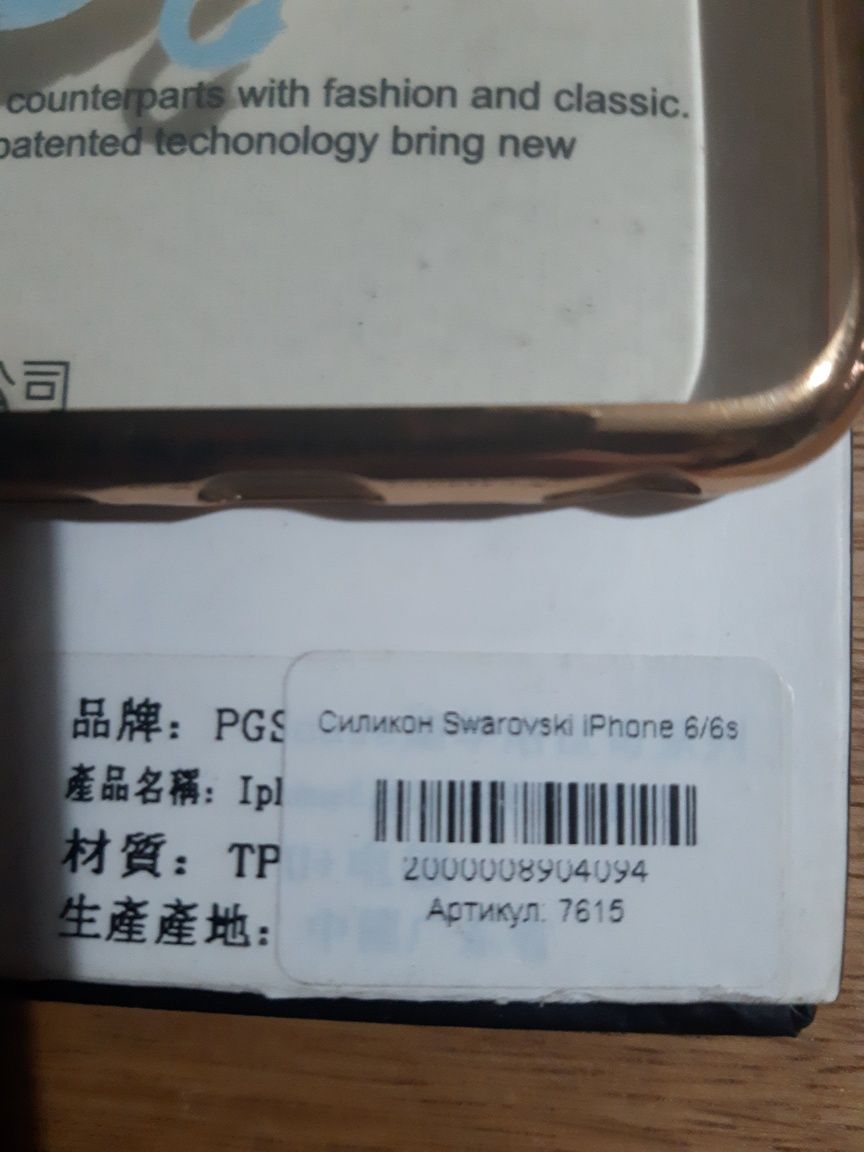 counterparts with fashion and classic.
patented techonology bring new
公司
品牌：PGS
產品名稱：Iph
材質：TP
生產產地：
Силикон Swarovski iPhone 6/6s
2000008904094
Артикул: 7615